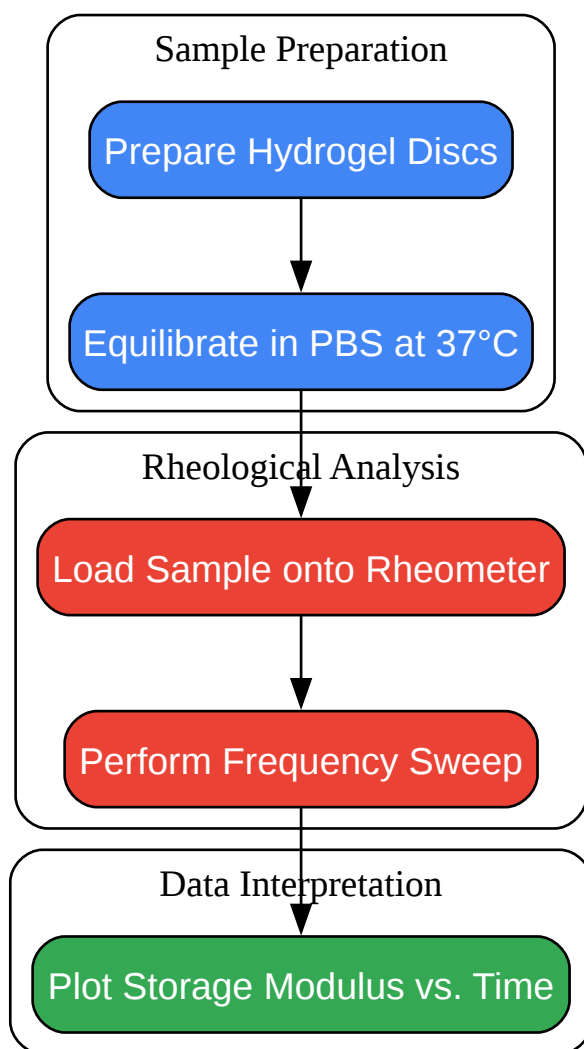 Sample Preparation
Prepare Hydrogel Discs
Equilibrate in PBS at 37°C
Rheological Analysis
Load Sample onto Rheometer
Perform Frequency Sweep
Data Interpretation
Plot Storage Modulus vs. Time